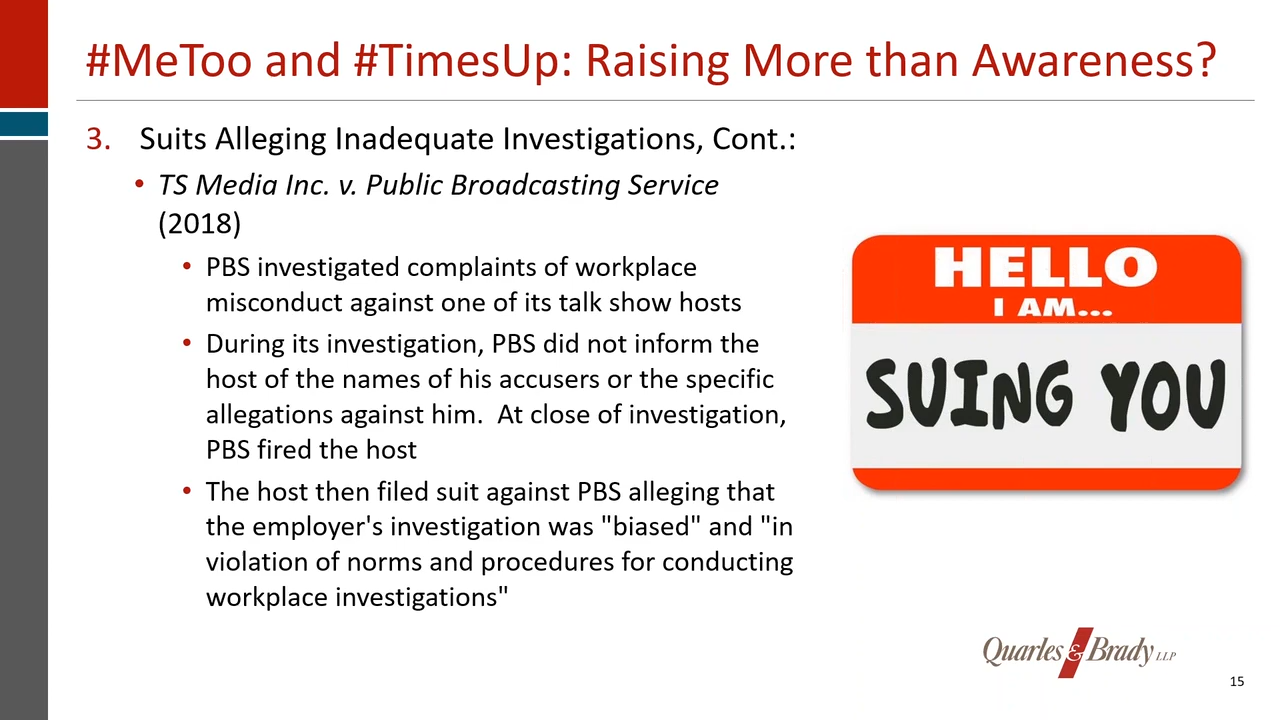 #MeToo and #TimesUp: Raising More than Awareness?
3. Suits Alleging Inadequate Investigations, Cont.:
• TS Media Inc. v. Public Broadcasting Service
(2018)
• PBS investigated complaints of workplace
misconduct against one of its talk show hosts
• During its investigation, PBS did not inform the
host of the names of his accusers or the specific
allegations against him.  At close of investigation,
PBS fired the host
• The host then filed suit against PBS alleging that
the employer's investigation was "biased" and "in
violation of norms and procedures for conducting
workplace investigations"
HELLO
I AM...
SUING YOU
Quarles & Brady LLP
15